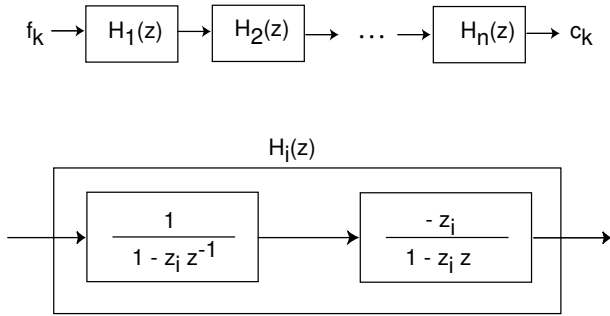 f_k → H_1(z) → H_2(z) → ... → H_n(z) → c_k
H_i(z)
1 / (1 - z_i z^{-1})
- z_i / (1 - z_i z)